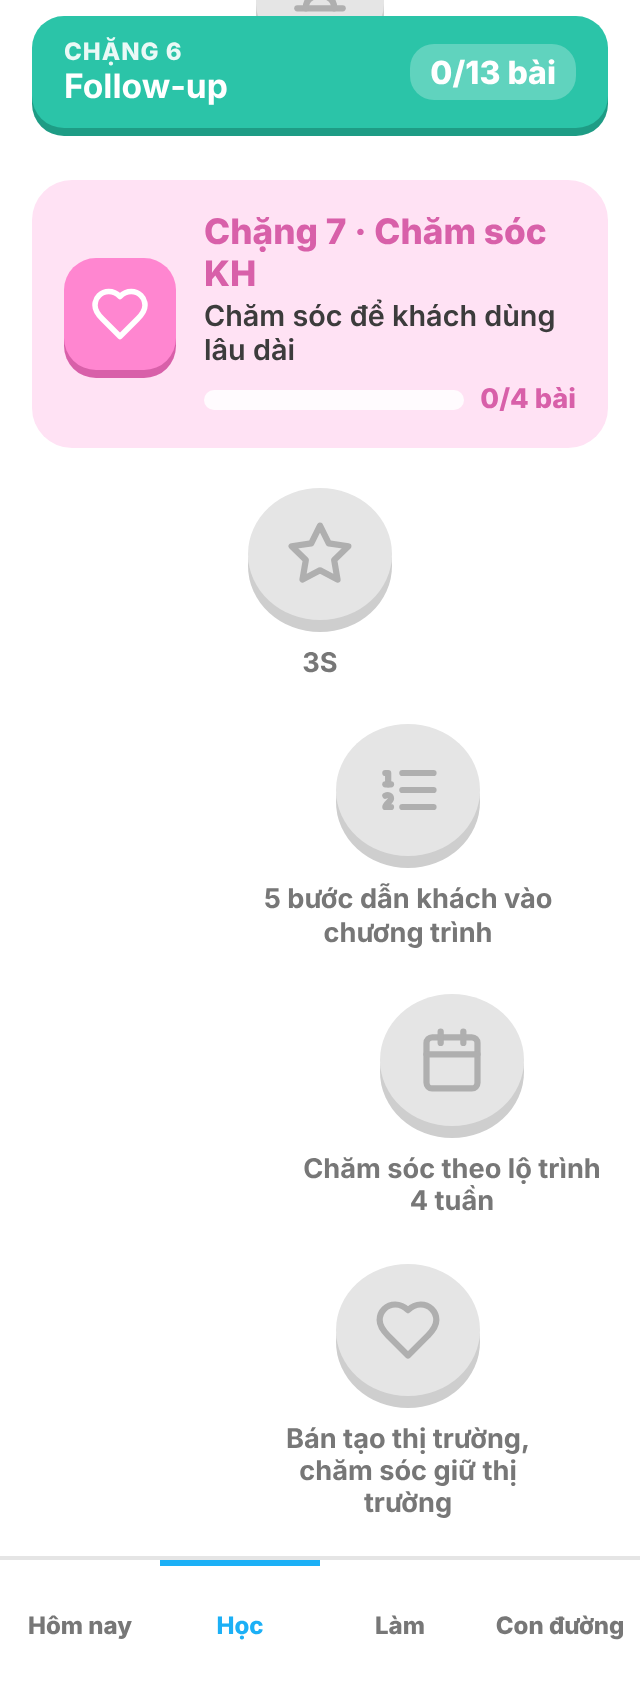 CHẶNG 6
Follow-up
0/13 bài
Chặng 7 · Chăm sóc
KH
Chăm sóc để khách dùng
lâu dài
0/4 bài
3S
5 bước dẫn khách vào
chương trình
Chăm sóc theo lộ trình
4 tuần
Bán tạo thị trường,
chăm sóc giữ thị
trường
Hôm nay
Học
Làm
Con đường